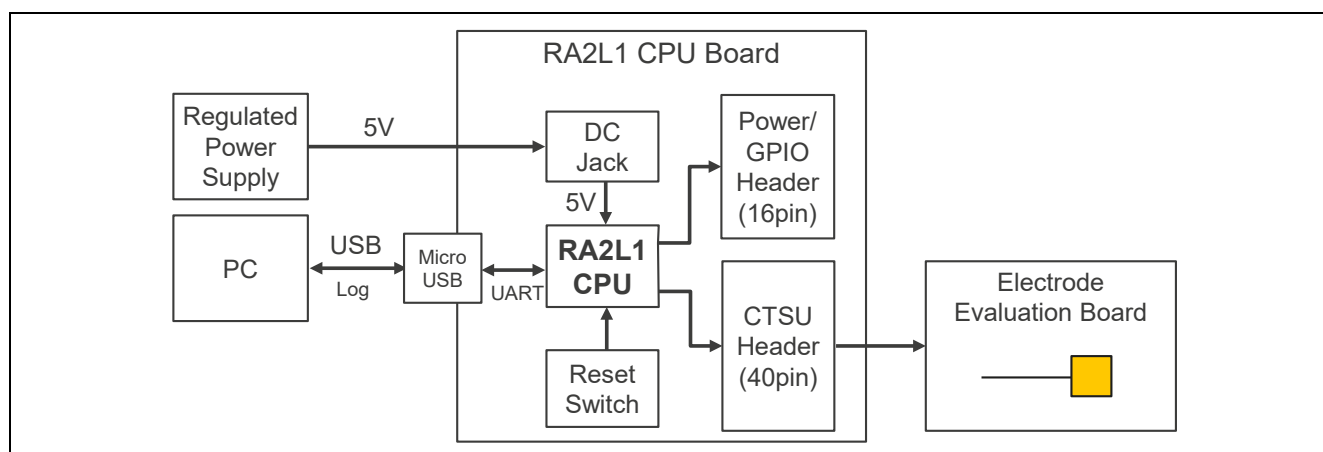 RA2L1 CPU Board
Regulated
Power
Supply
5V
DC
Jack
Power/
GPIO
Header
(16pin)
5V
PC
USB
Log
Micro
USB
UART
RA2L1
CPU
CTSU
Header
(40pin)
Electrode
Evaluation Board
Reset
Switch